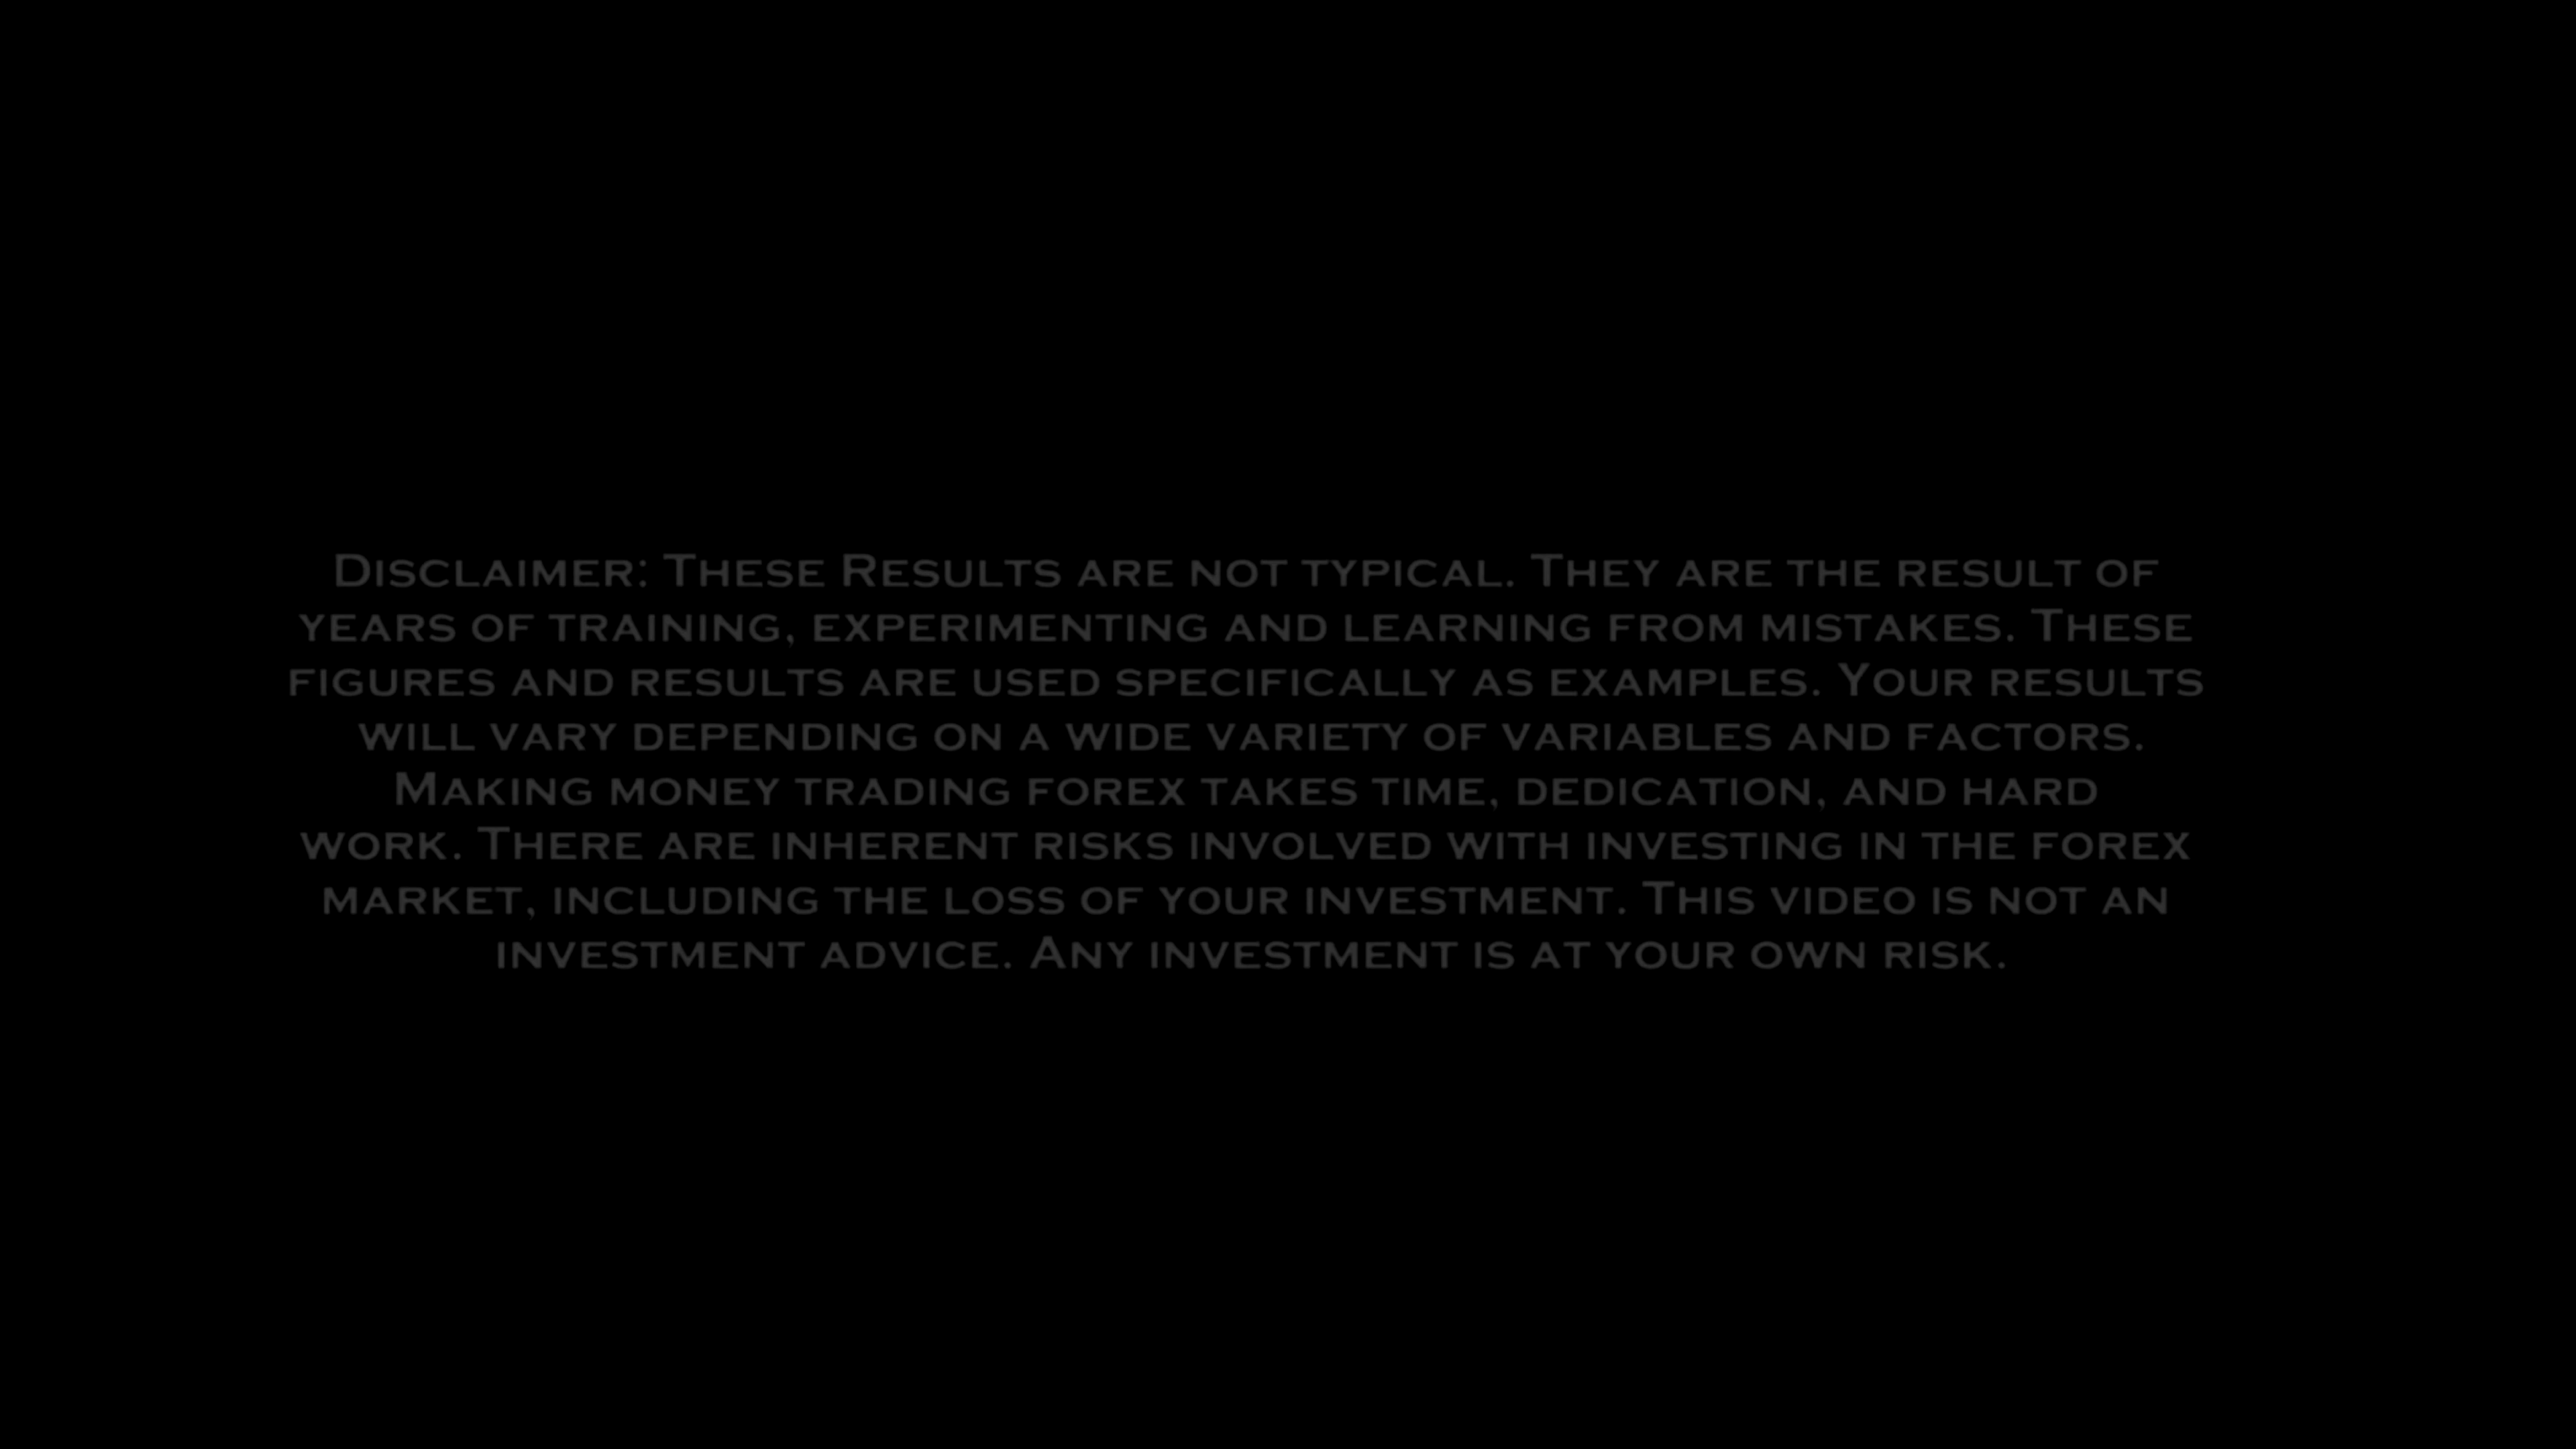 Disclaimer: These Results are not typical. They are the result of
years of training, experimenting and learning from mistakes. These
figures and results are used specifically as examples. Your results
will vary depending on a wide variety of variables and factors.
Making money trading forex takes time, dedication, and hard
work. There are inherent risks involved with investing in the forex
market, including the loss of your investment. This video is not an
investment advice. Any investment is at your own risk.